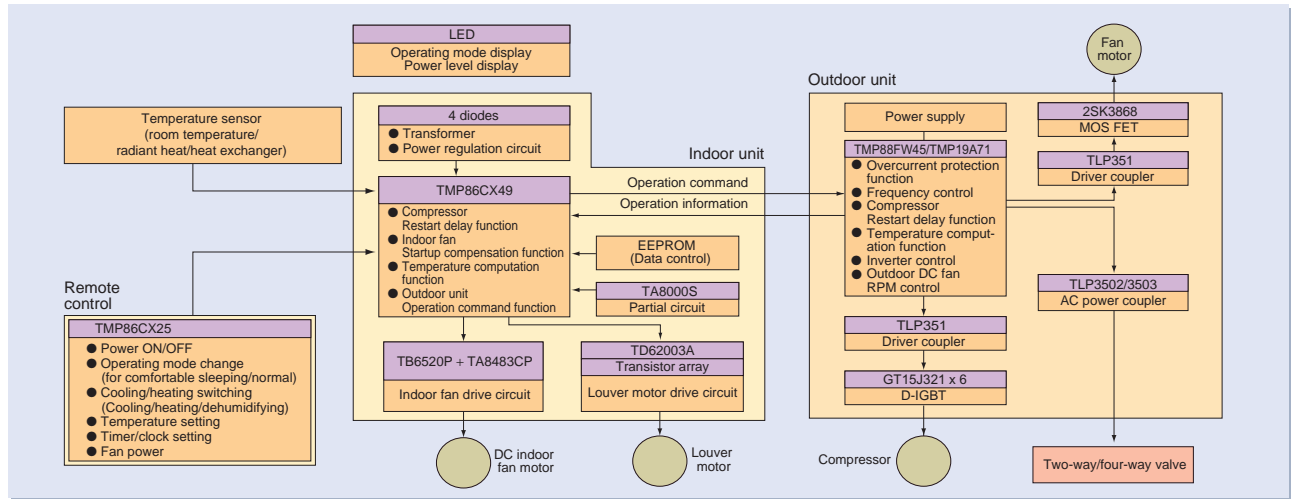 LED
Operating mode display
Power level display
Temperature sensor
(room temperature/
radiant heat/heat exchanger)
Remote
control
TMP86CX25
● Power ON/OFF
● Operating mode change
(for comfortable sleeping/normal)
● Cooling/heating switching
(Cooling/heating/dehumidifying)
● Temperature setting
● Timer/clock setting
● Fan power
Indoor unit
4 diodes
● Transformer
● Power regulation circuit
TMP86CX49
● Compressor
Restart delay function
● Indoor fan
Startup compensation function
● Temperature computation
function
● Outdoor unit
Operation command function
EEPROM
(Data control)
TA8000S
Partial circuit
TB6520P + TA8483CP
Indoor fan drive circuit
TD62003A
Transistor array
Louver motor drive circuit
DC indoor
fan motor
Louver
motor
Operation command
Operation information
Outdoor unit
Power supply
TMP88FW45/TMP19A71
● Overcurrent protection
function
● Frequency control
● Compressor
Restart delay function
● Temperature comput-
ation function
● Inverter control
● Outdoor DC fan
RPM control
TLP351
Driver coupler
GT15J321 x 6
D-IGBT
Compressor
Fan
motor
2SK3868
MOS FET
TLP351
Driver coupler
TLP3502/3503
AC power coupler
Two-way/four-way valve